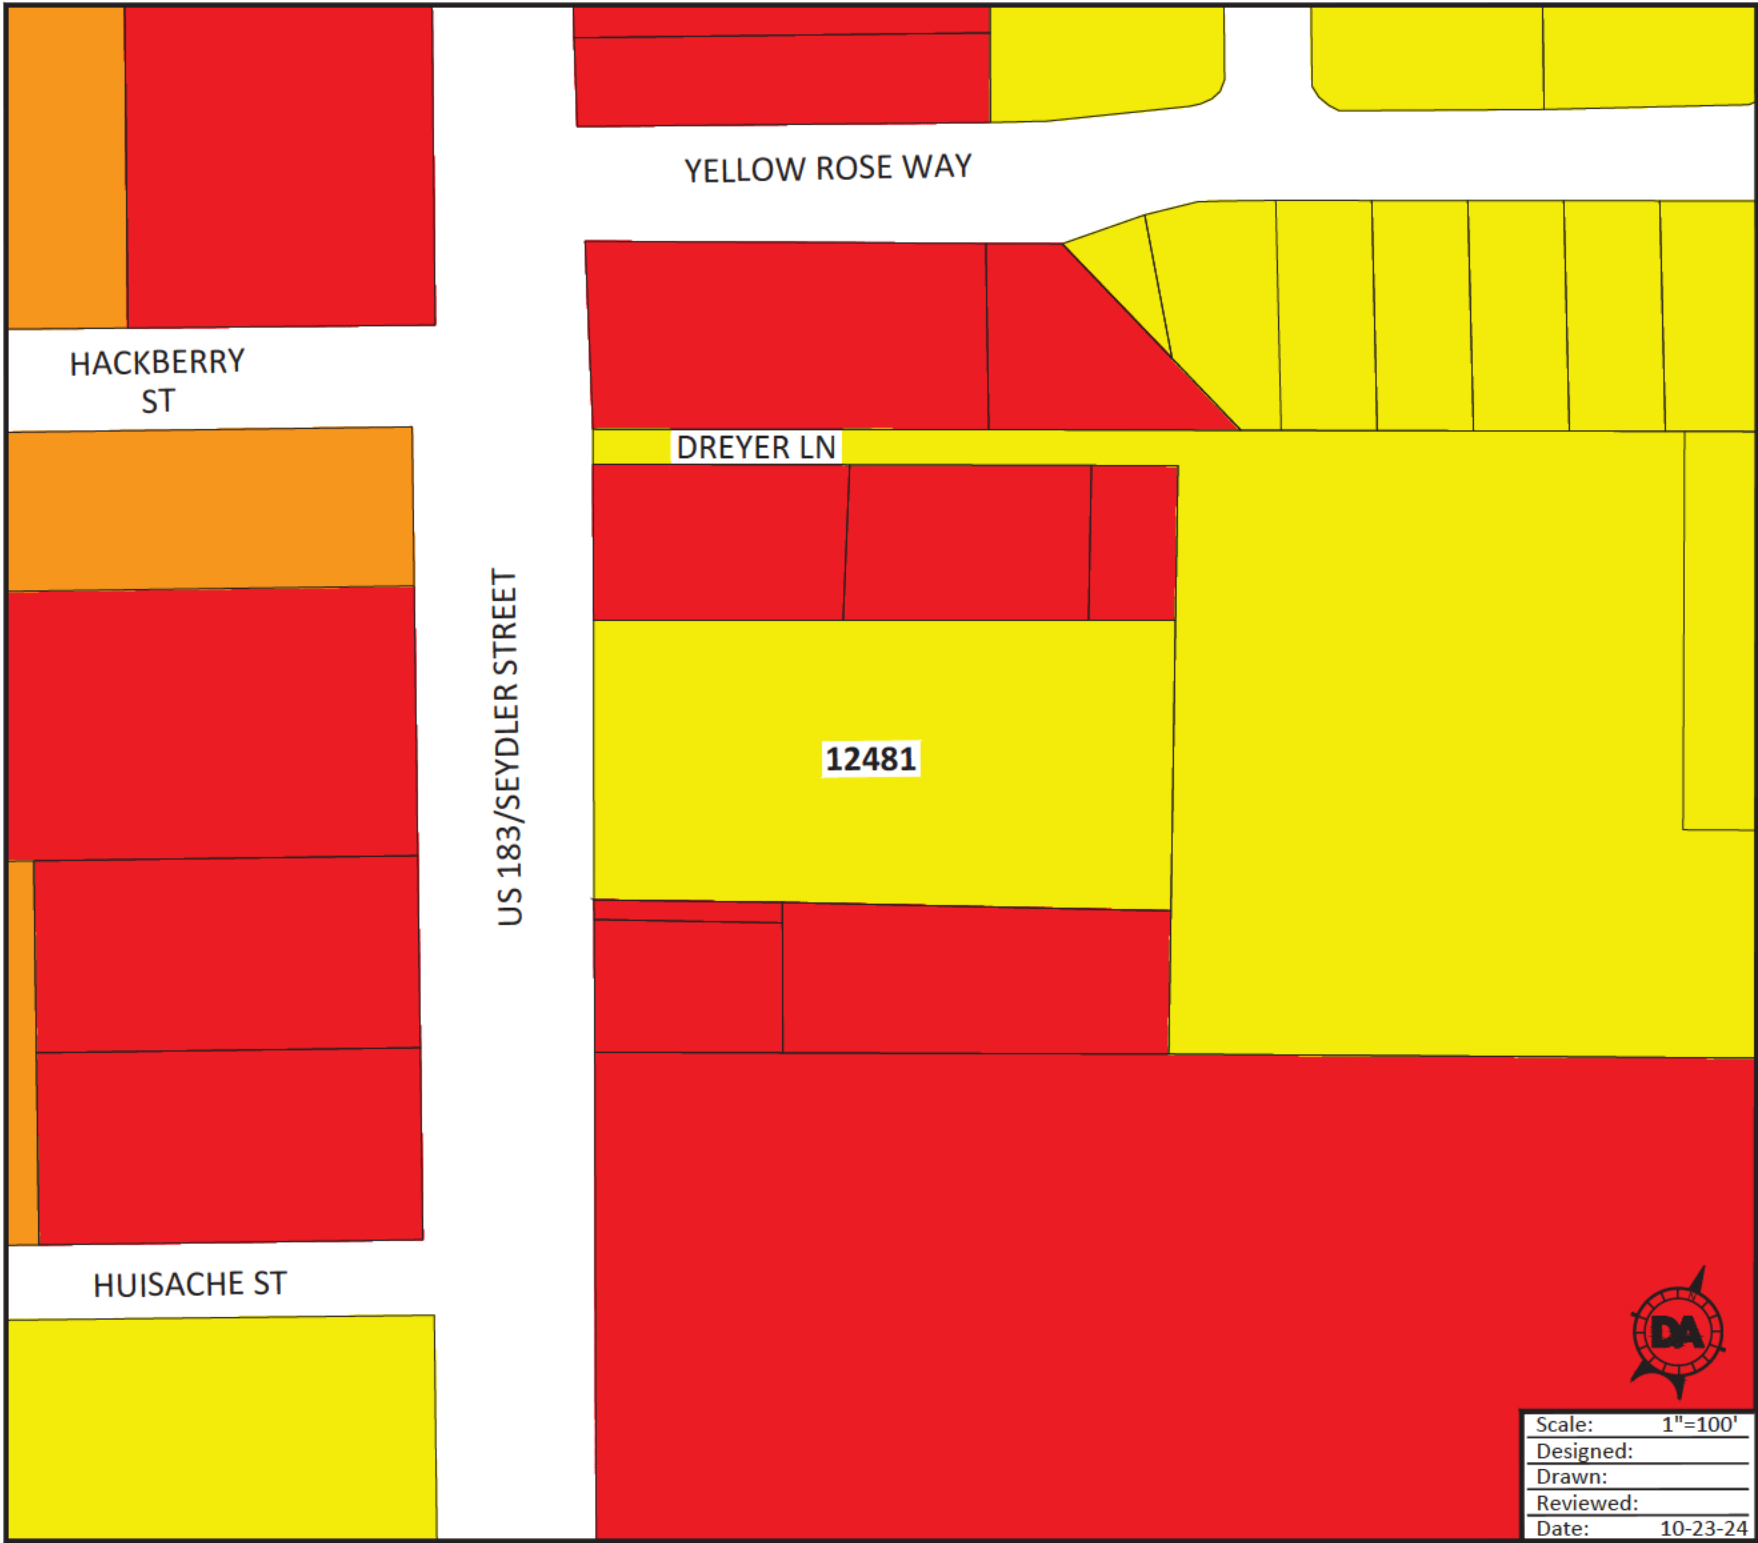 YELLOW ROSE WAY
HACKBERRY
ST
DREYER LN
US 183/SEYDLER STREET
12481
HUISACHE ST
N
DA
Scale: 1"=100'
Designed:
Drawn:
Reviewed:
Date: 10-23-24